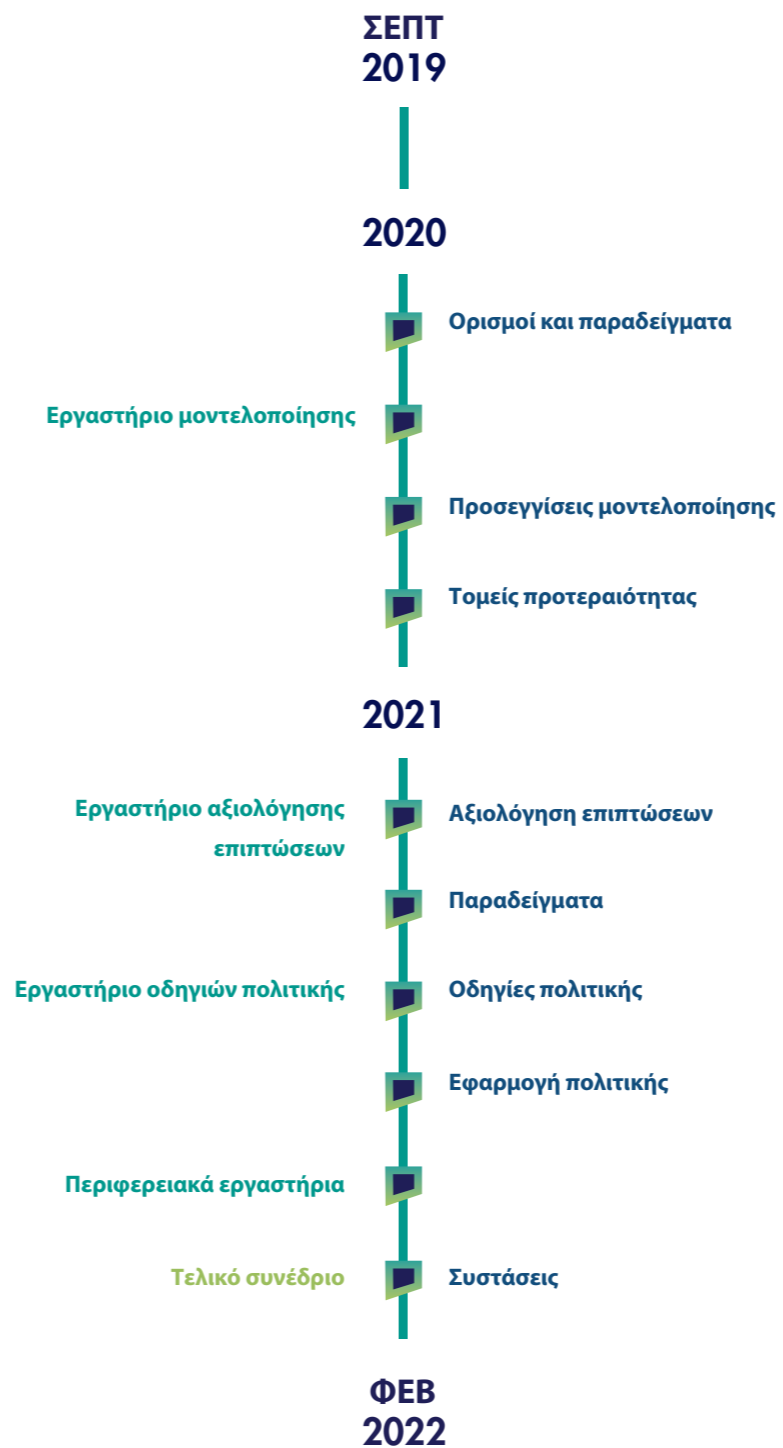 ΣΕΠΤ
2019
2020
Ορισμοί και παραδείγματα
Εργαστήριο μοντελοποίησης
Προσεγγίσεις μοντελοποίησης
Τομείς προτεραιότητας
2021
Εργαστήριο αξιολόγησης
επιπτώσεων
Αξιολόγηση επιπτώσεων
Παραδείγματα
Εργαστήριο οδηγιών πολιτικής
Οδηγίες πολιτικής
Εφαρμογή πολιτικής
Περιφερειακά εργαστήρια
Τελικό συνέδριο
Συστάσεις
ΦΕΒ
2022